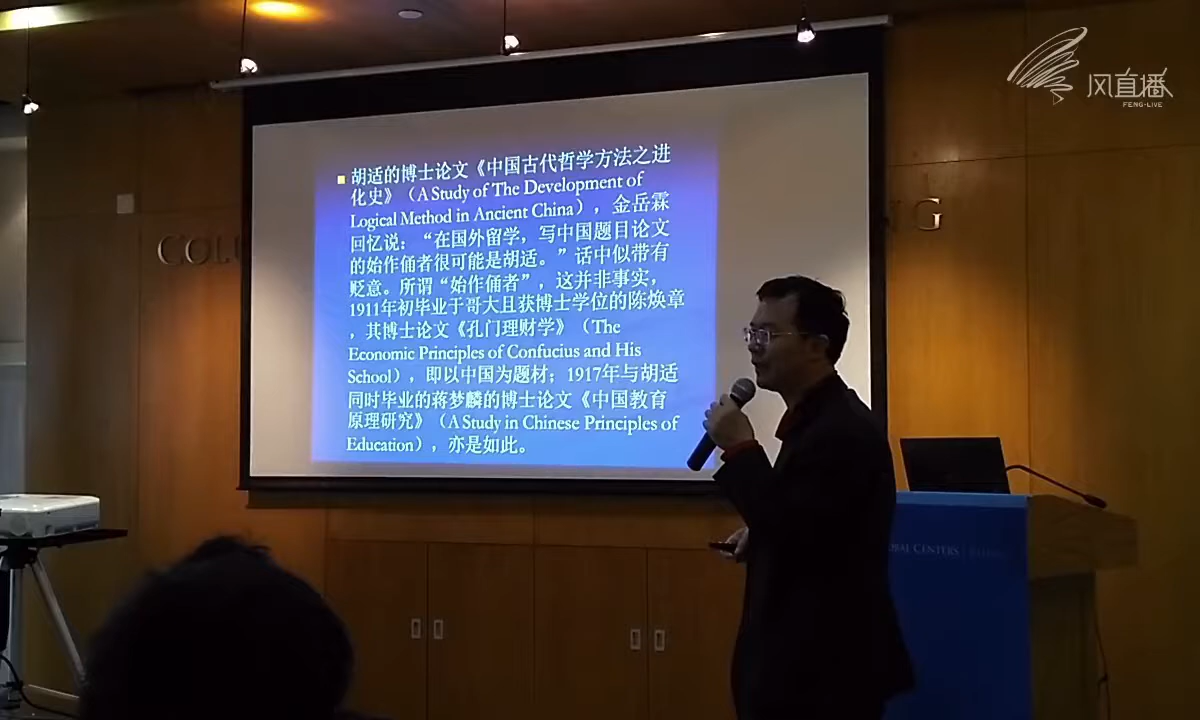 风直播
FENG-LIVE
胡适的博士论文《中国古代哲学方法之进
化史》（A Study of The Development of
Logical Method in Ancient China），金岳霖
回忆说：“在国外留学，写中国题目论文
的始作俑者很可能是胡适。”话中似带有
贬意。所谓“始作俑者”，这并非事实，
1911年初毕业于哥大且获博士学位的陈焕章
，其博士论文《孔门理财学》（The
Economic Principles of Confucius and His
School），即以中国为题材；1917年与胡适
同时毕业的蒋梦麟的博士论文《中国教育
原理研究》（A Study in Chinese Principles of
Education），亦是如此。
COLU
NG
OBAL CENTERS